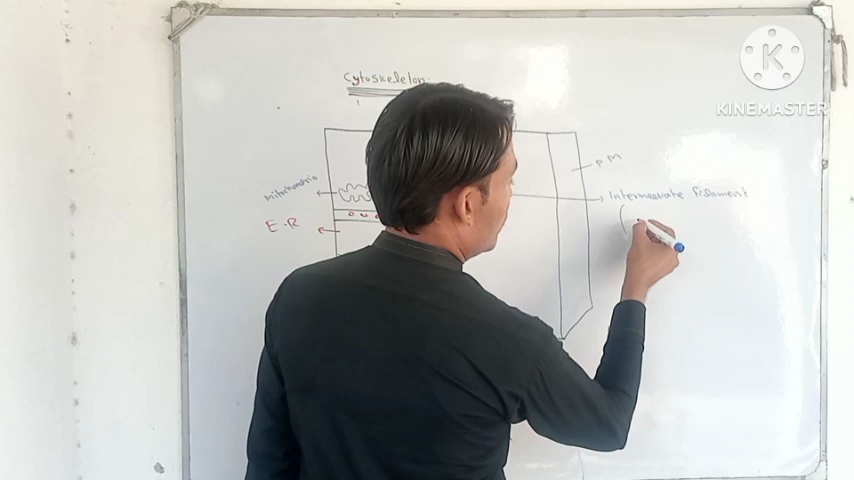 K
KINEMASTER
Cytoskeleton:
P M
mitochondria
Intermediate filament
E.R
(